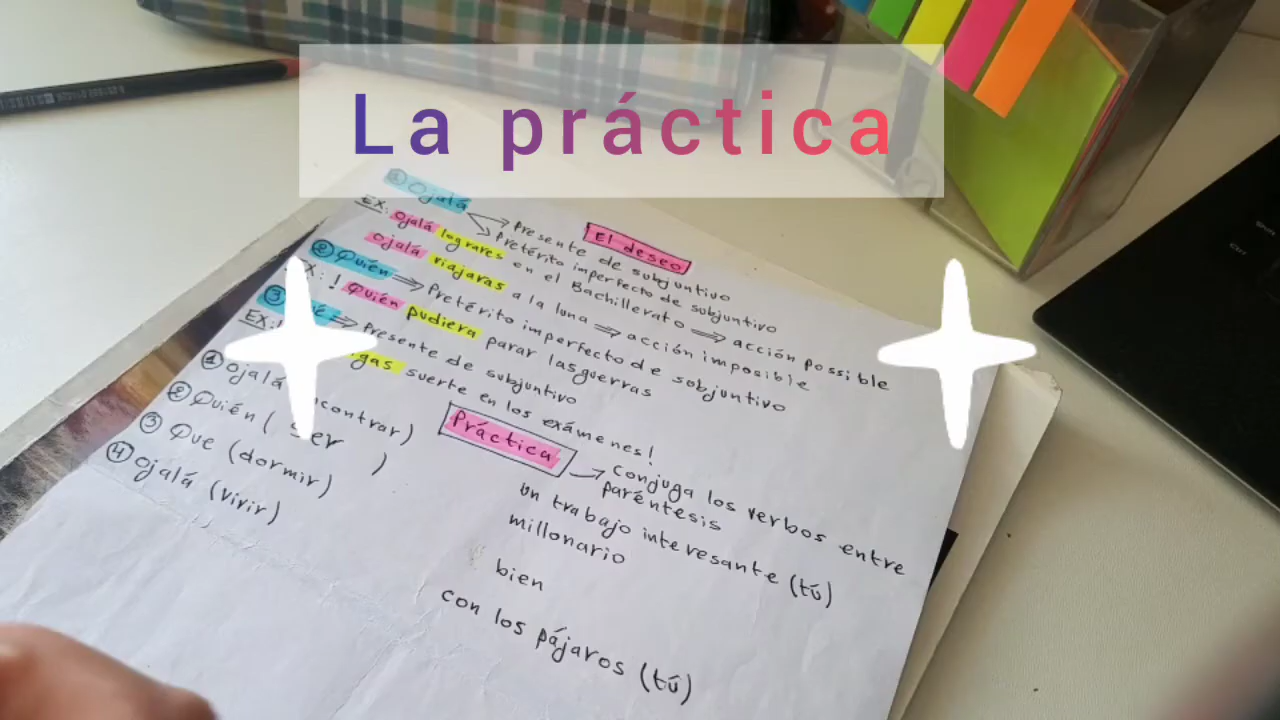 La práctica
① Ojalá
Presente de subjuntivo
Pretérito imperfecto de subjuntivo
El deseo
EX: Ojalá lograres en el Bachillerato ⟹ acción possible
Ojalá viajaras a la luna ⟹ acción imposible
② Quién ⟹ Pretérito imperfecto de subjuntivo
EX: ! Quién pudiera parar las guerras
③ ⟹ Presente de subjuntivo
EX: suerte en los exámenes!
Práctica
Conjuga los verbos entre
paréntesis
① Ojalá un trabajo interesante (tú)
② Quién ( ser ) millonario
③ Que (dormir) bien
④ Ojalá (vivir) con los pájaros (tú)